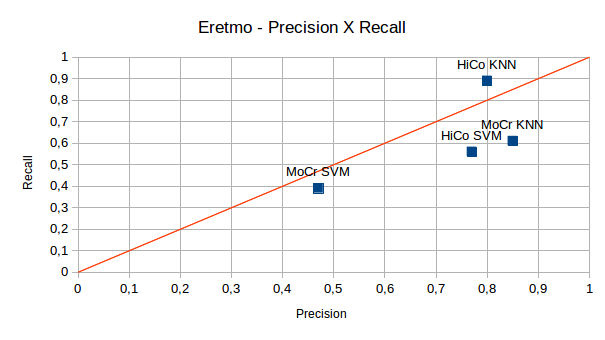 Eretmo - Precision X Recall
Recall
1
0,9
0,8
0,7
0,6
0,5
0,4
0,3
0,2
0,1
0
HiCo KNN
MoCr KNN
HiCo SVM
MoCr SVM
0 0,1 0,2 0,3 0,4 0,5 0,6 0,7 0,8 0,9 1
Precision